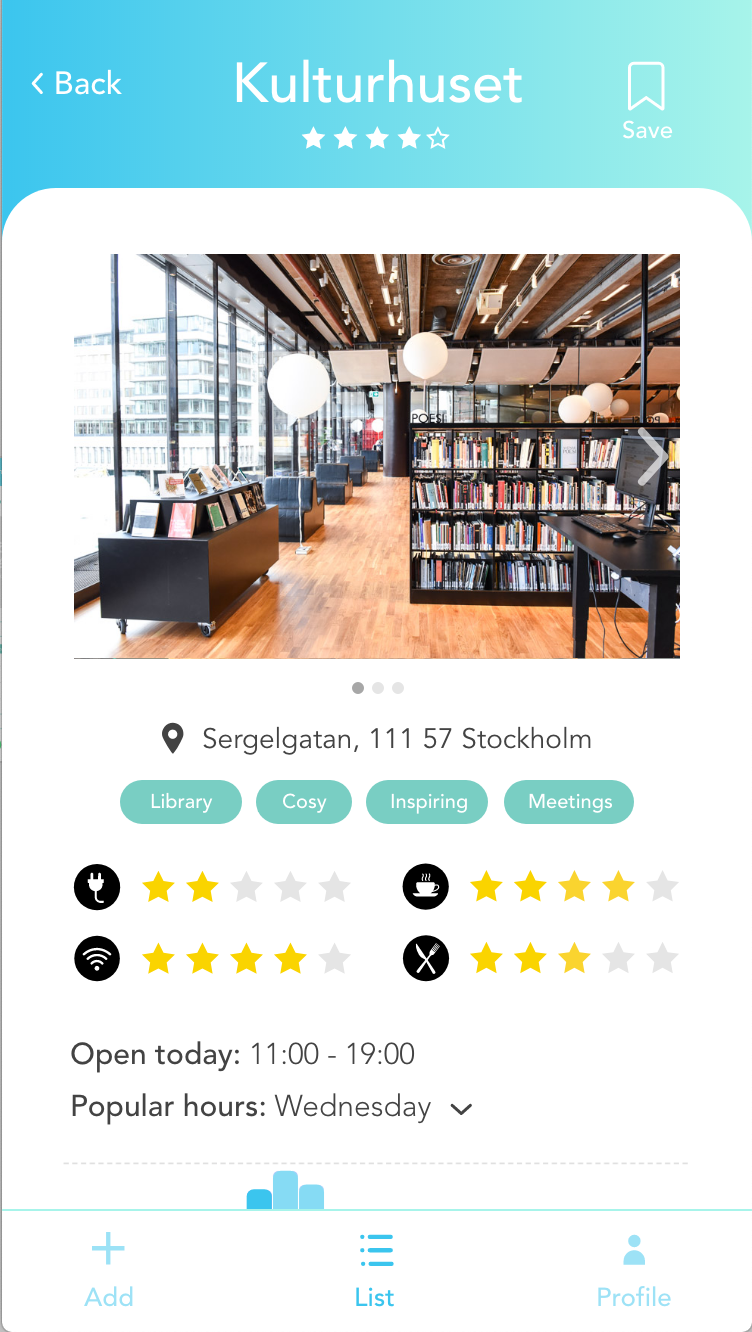 Back
Kulturhuset
Save
POESI
Sergelgatan, 111 57 Stockholm
Library Cosy Inspiring Meetings
Open today: 11:00 - 19:00
Popular hours: Wednesday
Add List Profile